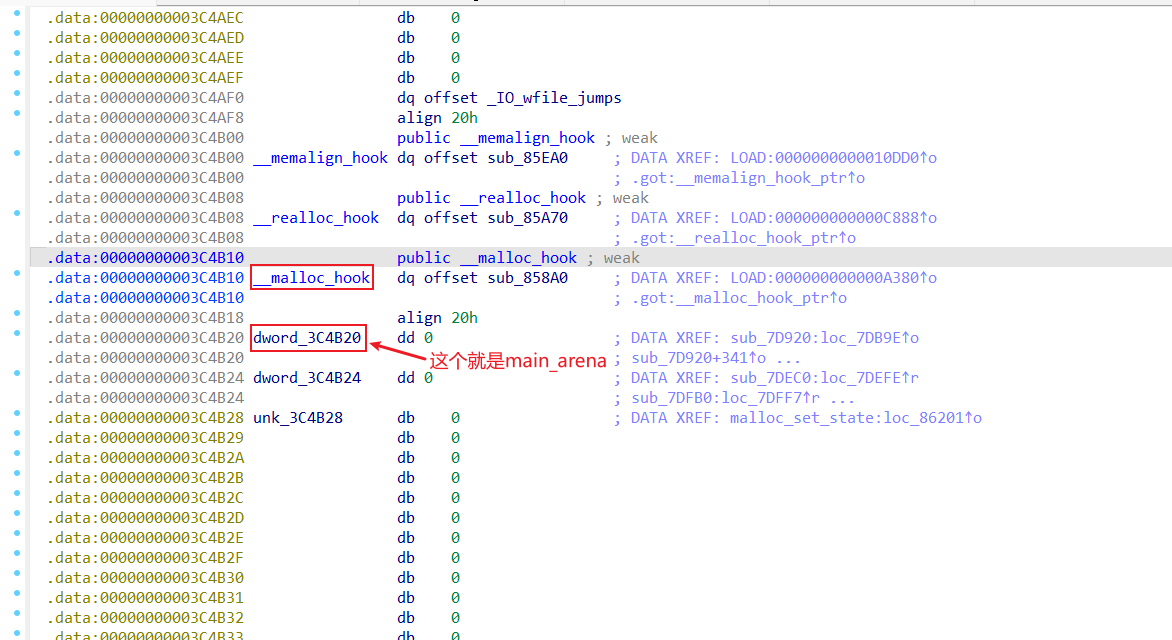 .data:00000000003C4AEC db 0
.data:00000000003C4AED db 0
.data:00000000003C4AEE db 0
.data:00000000003C4AEF db 0
.data:00000000003C4AF0 dq offset _IO_wfile_jumps
.data:00000000003C4AF8 align 20h
.data:00000000003C4B00 public __memalign_hook ; weak
.data:00000000003C4B00 __memalign_hook dq offset sub_85EA0 ; DATA XREF: LOAD:0000000000010DD0↑o
.data:00000000003C4B00 ; .got:__memalign_hook_ptr↑o
.data:00000000003C4B08 public __realloc_hook ; weak
.data:00000000003C4B08 __realloc_hook dq offset sub_85A70 ; DATA XREF: LOAD:000000000000C888↑o
.data:00000000003C4B08 ; .got:__realloc_hook_ptr↑o
.data:00000000003C4B10 public __malloc_hook ; weak
.data:00000000003C4B10 __malloc_hook dq offset sub_858A0 ; DATA XREF: LOAD:000000000000A380↑o
.data:00000000003C4B10 ; .got:__malloc_hook_ptr↑o
.data:00000000003C4B18 align 20h
.data:00000000003C4B20 dword_3C4B20 dd 0 ; DATA XREF: sub_7D920:loc_7DB9E↑o
.data:00000000003C4B20 这个就是main_arena ; sub_7D920+341↑o ...
.data:00000000003C4B24 dword_3C4B24 dd 0 ; DATA XREF: sub_7DEC0:loc_7DEFE↑r
.data:00000000003C4B24 ; sub_7DFB0:loc_7DFF7↑r ...
.data:00000000003C4B28 unk_3C4B28 db 0 ; DATA XREF: malloc_set_state:loc_86201↑o
.data:00000000003C4B29 db 0
.data:00000000003C4B2A db 0
.data:00000000003C4B2B db 0
.data:00000000003C4B2C db 0
.data:00000000003C4B2D db 0
.data:00000000003C4B2E db 0
.data:00000000003C4B2F db 0
.data:00000000003C4B30 db 0
.data:00000000003C4B31 db 0
.data:00000000003C4B32 db 0
.data:00000000003C4B33 db 0